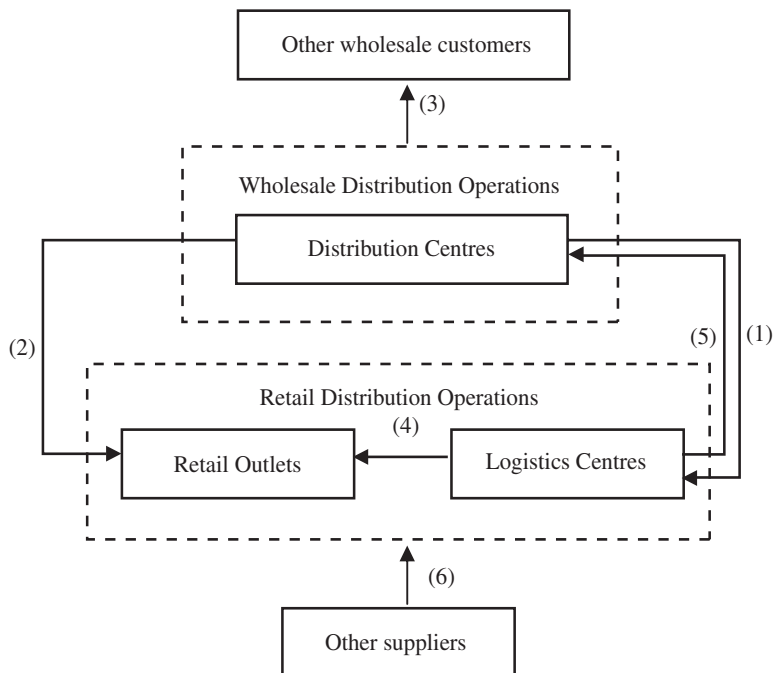 Other wholesale customers
(3)
Wholesale Distribution Operations
Distribution Centres
(2)
(5)
(1)
Retail Distribution Operations
(4)
Retail Outlets
Logistics Centres
(6)
Other suppliers